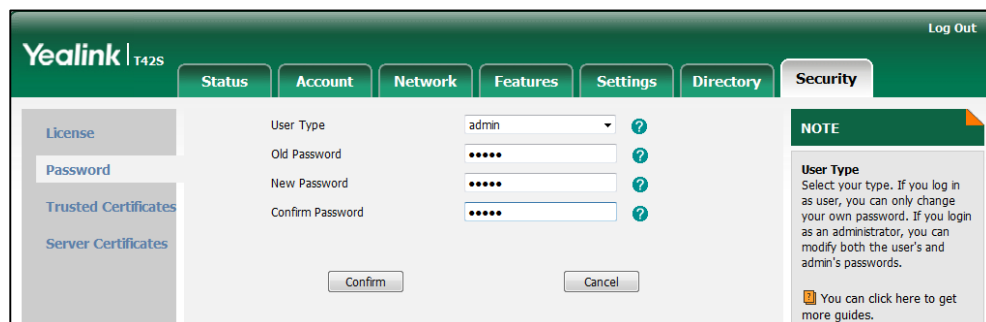 Log Out
Yealink T42S
Status Account Network Features Settings Directory Security
License
Password
Trusted Certificates
Server Certificates
User Type admin
Old Password •••••
New Password •••••
Confirm Password •••••
Confirm Cancel
NOTE
User Type
Select your type. If you log in
as user, you can only change
your own password. If you login
as an administrator, you can
modify both the user's and
admin's passwords.
You can click here to get
more guides.